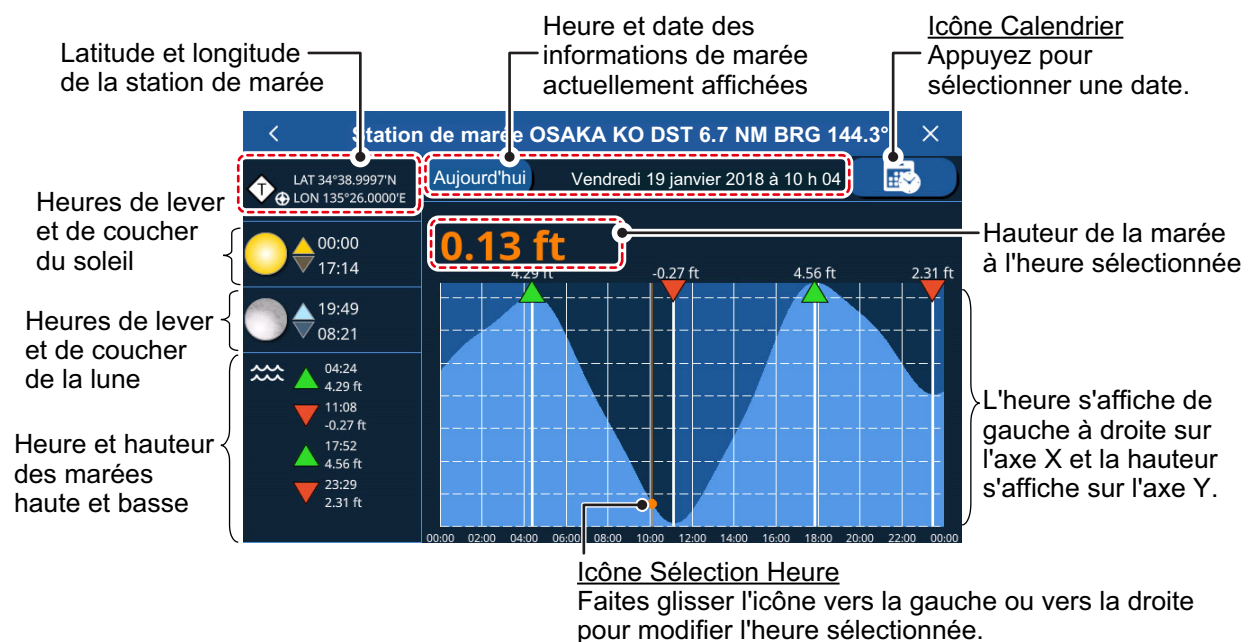 Latitude et longitude
de la station de marée
Heure et date des
informations de marée
actuellement affichées
Icône Calendrier
Appuyez pour
sélectionner une date.
Station de marée OSAKA KO DST 6.7 NM BRG 144.3°
T
LAT 34°38.9997'N
LON 135°26.0000'E
Aujourd'hui
Vendredi 19 janvier 2018 à 10 h 04
Heures de lever
et de coucher
du soleil
00:00
17:14
0.13 ft
Hauteur de la marée
à l'heure sélectionnée
4.29 ft
-0.27 ft
4.56 ft
2.31 ft
Heures de lever
et de coucher
de la lune
19:49
08:21
Heure et hauteur
des marées
haute et basse
04:24
4.29 ft
11:08
-0.27 ft
17:52
4.56 ft
23:29
2.31 ft
L'heure s'affiche de
gauche à droite sur
l'axe X et la hauteur
s'affiche sur l'axe Y.
00:00 02:00 04:00 06:00 08:00 10:00 12:00 14:00 16:00 18:00 20:00 22:00 00:00
Icône Sélection Heure
Faites glisser l'icône vers la gauche ou vers la droite
pour modifier l'heure sélectionnée.